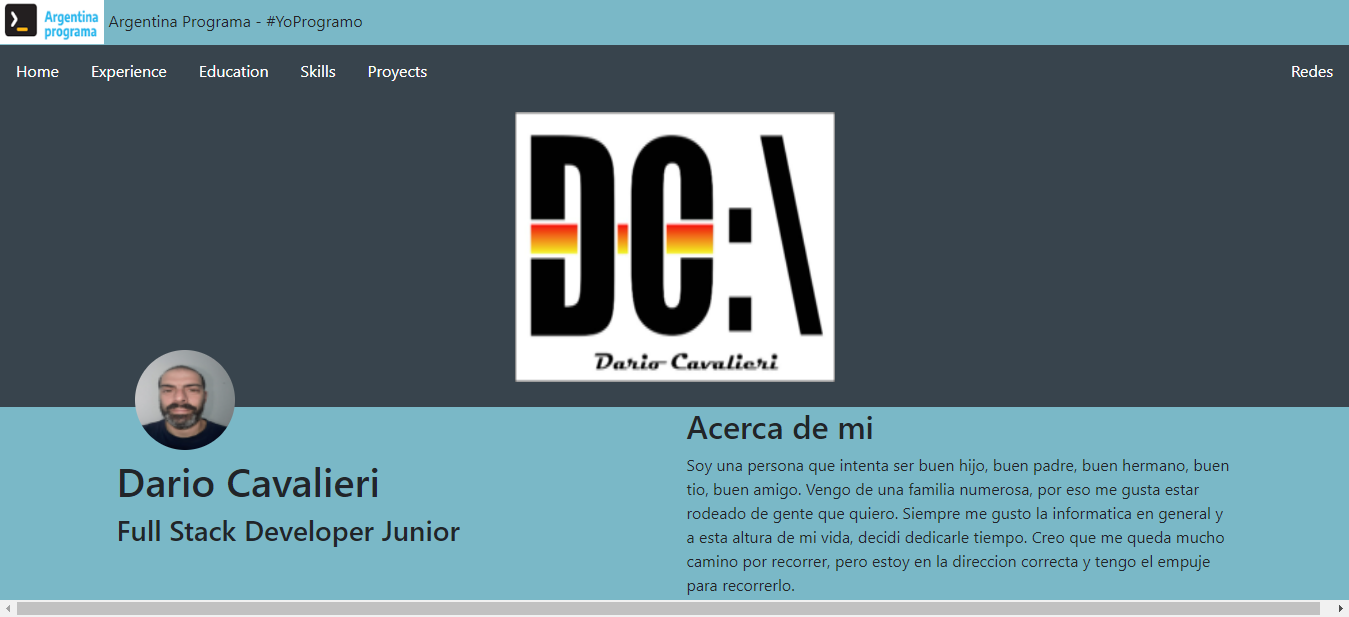 Argentina
programa
Argentina Programa - #YoProgramo
Home Experience Education Skills Proyects Redes
DC:\
Dario Cavalieri
Dario Cavalieri
Full Stack Developer Junior
Acerca de mi
Soy una persona que intenta ser buen hijo, buen padre, buen hermano, buen
tio, buen amigo. Vengo de una familia numerosa, por eso me gusta estar
rodeado de gente que quiero. Siempre me gusto la informatica en general y
a esta altura de mi vida, decidi dedicarle tiempo. Creo que me queda mucho
camino por recorrer, pero estoy en la direccion correcta y tengo el empuje
para recorrerlo.